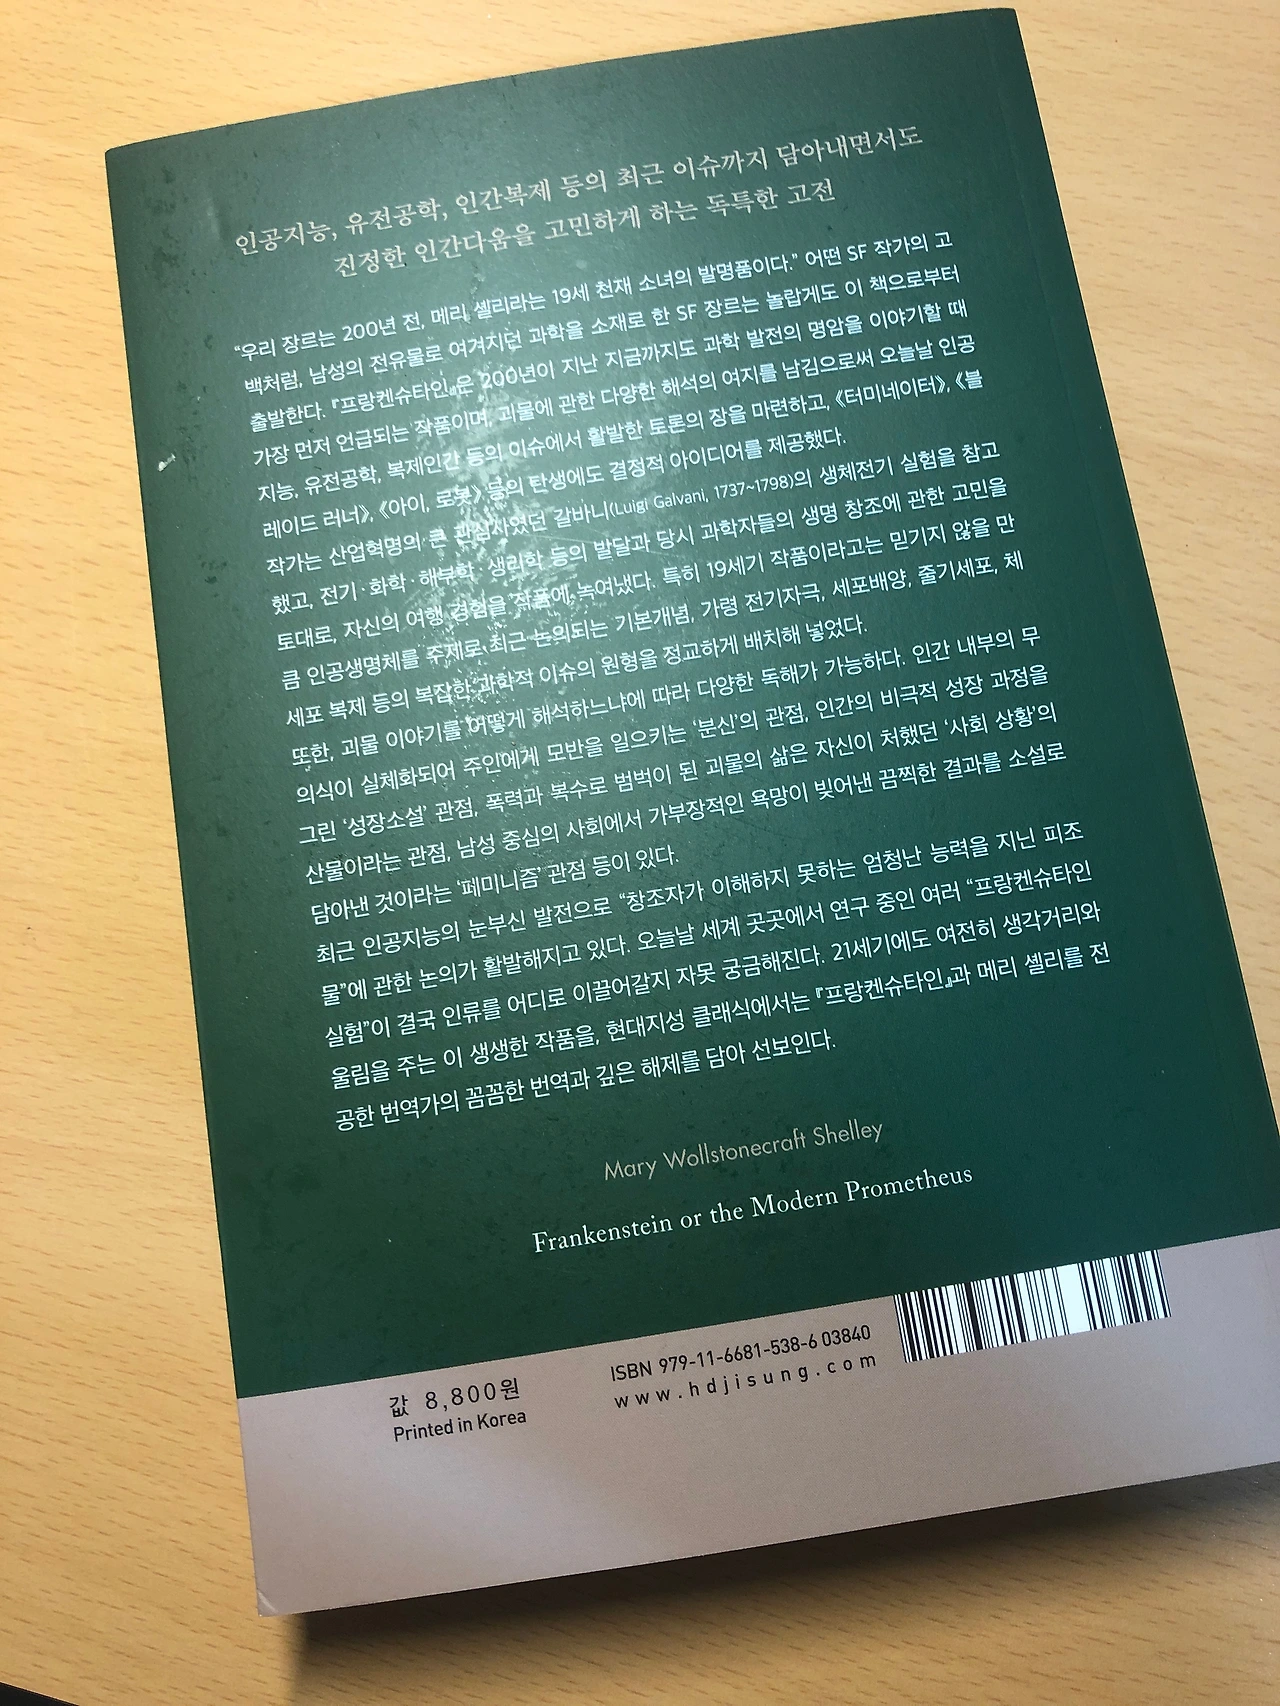 인공지능, 유전공학, 인간복제 등의 최근 이슈까지 담아내면서도
진정한 인간다움을 고민하게 하는 독특한 고전
“우리 장르는 200년 전, 메리 셸리라는 19세 천재 소녀의 발명품이다.” 어떤 SF 작가의 고
백처럼, 남성의 전유물로 여겨지던 과학을 소재로 한 SF 장르는 놀랍게도 이 책으로부터
출발한다. 『프랑켄슈타인』은 200년이 지난 지금까지도 과학 발전의 명암을 이야기할 때
가장 먼저 언급되는 작품이며, 괴물에 관한 다양한 해석의 여지를 남김으로써 오늘날 인공
지능, 유전공학, 복제인간 등의 이슈에서 활발한 토론의 장을 마련하고, 《터미네이터》, 《블
레이드 러너》, 《아이, 로봇》 등의 탄생에도 결정적 아이디어를 제공했다.
작가는 산업혁명의 큰 관심사였던 갈바니(Luigi Galvani, 1737~1798)의 생체전기 실험을 참고
했고, 전기·화학·해부학·생리학 등의 발달과 당시 과학자들의 생명 창조에 관한 고민을
토대로, 자신의 여행 경험을 작품에 녹여냈다. 특히 19세기 작품이라고는 믿기지 않을 만
큼 인공생명체를 주제로 최근 논의되는 기본개념, 가령 전기자극, 세포배양, 줄기세포, 체
세포 복제 등의 복잡한 과학적 이슈의 원형을 정교하게 배치해 넣었다.
또한, 괴물 이야기를 어떻게 해석하느냐에 따라 다양한 독해가 가능하다. 인간 내부의 무
의식이 실체화되어 주인에게 모반을 일으키는 ‘분신’의 관점, 인간의 비극적 성장 과정을
그린 ‘성장소설’ 관점, 폭력과 복수로 범벅이 된 괴물의 삶은 자신이 처했던 ‘사회 상황’의
산물이라는 관점, 남성 중심의 사회에서 가부장적인 욕망이 빚어낸 끔찍한 결과를 소설로
담아낸 것이라는 ‘페미니즘’ 관점 등이 있다.
최근 인공지능의 눈부신 발전으로 “창조자가 이해하지 못하는 엄청난 능력을 지닌 피조
물”에 관한 논의가 활발해지고 있다. 오늘날 세계 곳곳에서 연구 중인 여러 “프랑켄슈타인
실험”이 결국 인류를 어디로 이끌어갈지 자못 궁금해진다. 21세기에도 여전히 생각거리와
울림을 주는 이 생생한 작품을, 현대지성 클래식에서는 『프랑켄슈타인』과 메리 셸리를 전
공한 번역가의 꼼꼼한 번역과 깊은 해제를 담아 선보인다.
Mary Wollstonecraft Shelley
Frankenstein or the Modern Prometheus
값 8,800원
Printed in Korea
ISBN 979-11-6681-538-6 03840
www.hdjisung.com